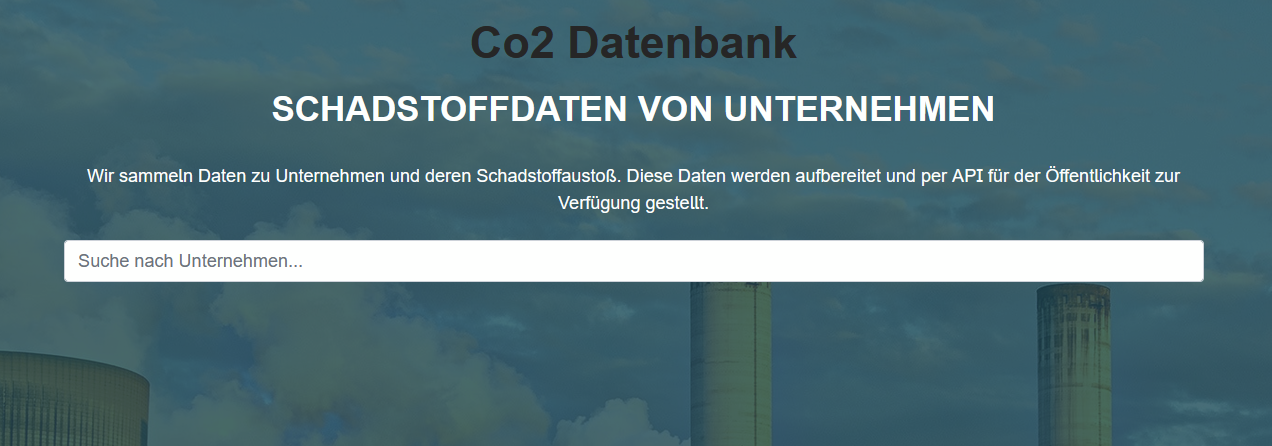 Co2 Datenbank
SCHADSTOFFDATEN VON UNTERNEHMEN
Wir sammeln Daten zu Unternehmen und deren Schadstoffaustoß. Diese Daten werden aufbereitet und per API für der Öffentlichkeit zur
Verfügung gestellt.
Suche nach Unternehmen...